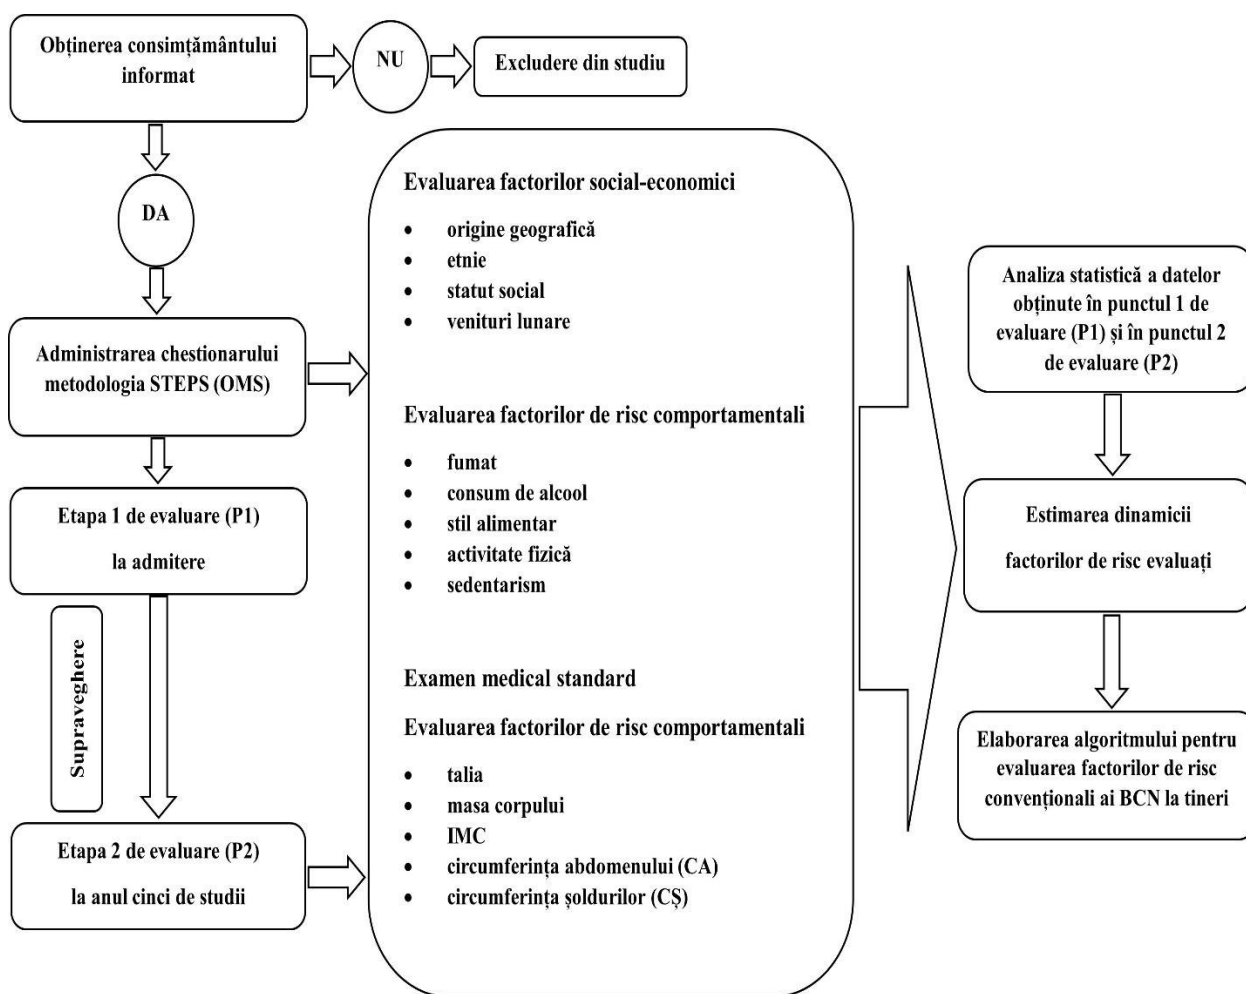 Obținerea consimțământului
informat
NU
Excludere din studiu
DA
Administrarea chestionarului
metodologia STEPS (OMS)
Etapa 1 de evaluare (P1)
la admitere
Supraveghere
Etapa 2 de evaluare (P2)
la anul cinci de studii
Evaluarea factorilor social-economici
• origine geografică
• etnie
• statut social
• venituri lunare
Evaluarea factorilor de risc comportamentali
• fumat
• consum de alcool
• stil alimentar
• activitate fizică
• sedentarism
Examen medical standard
Evaluarea factorilor de risc comportamentali
• talia
• masa corpului
• IMC
• circumferința abdomenului (CA)
• circumferința șoldurilor (CȘ)
Analiza statistică a datelor
obținute în punctul 1 de
evaluare (P1) și în punctul 2
de evaluare (P2)
Estimarea dinamicii
factorilor de risc evaluați
Elaborarea algoritmului pentru
evaluarea factorilor de risc
convenționali ai BCN la tineri